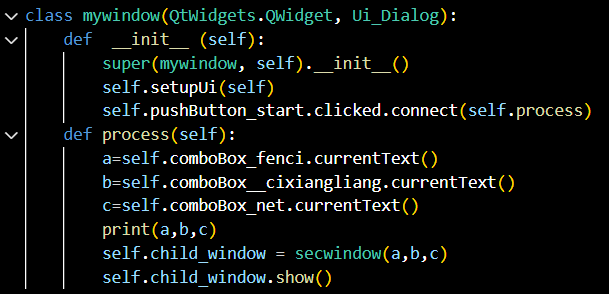 class mywindow(QtWidgets.QWidget, Ui_Dialog):
    def  __init__ (self):
        super(mywindow, self).__init__()
        self.setupUi(self)
        self.pushButton_start.clicked.connect(self.process)
    def process(self):
        a=self.comboBox_fenci.currentText()
        b=self.comboBox__cixiangliang.currentText()
        c=self.comboBox_net.currentText()
        print(a,b,c)
        self.child_window = secwindow(a,b,c)
        self.child_window.show()